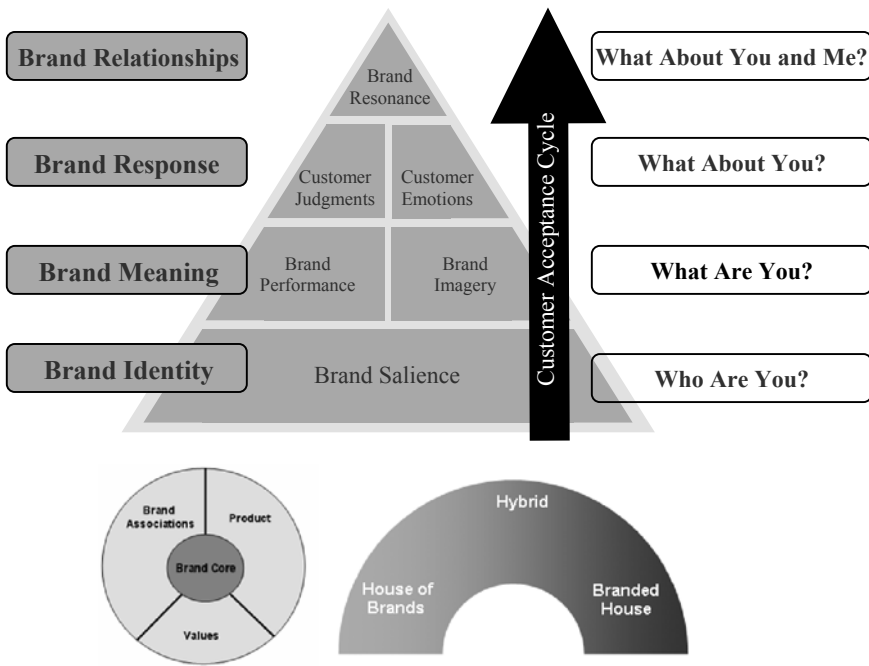 Brand Relationships
Brand
Resonance
What About You and Me?
Brand Response
Customer
Judgments
Customer
Emotions
What About You?
Brand Meaning
Brand
Performance
Brand
Imagery
What Are You?
Brand Identity
Brand Salience
Who Are You?
Customer Acceptance Cycle
Brand
Associations
Product
Brand Core
Values
Hybrid
House of
Brands
Branded
House